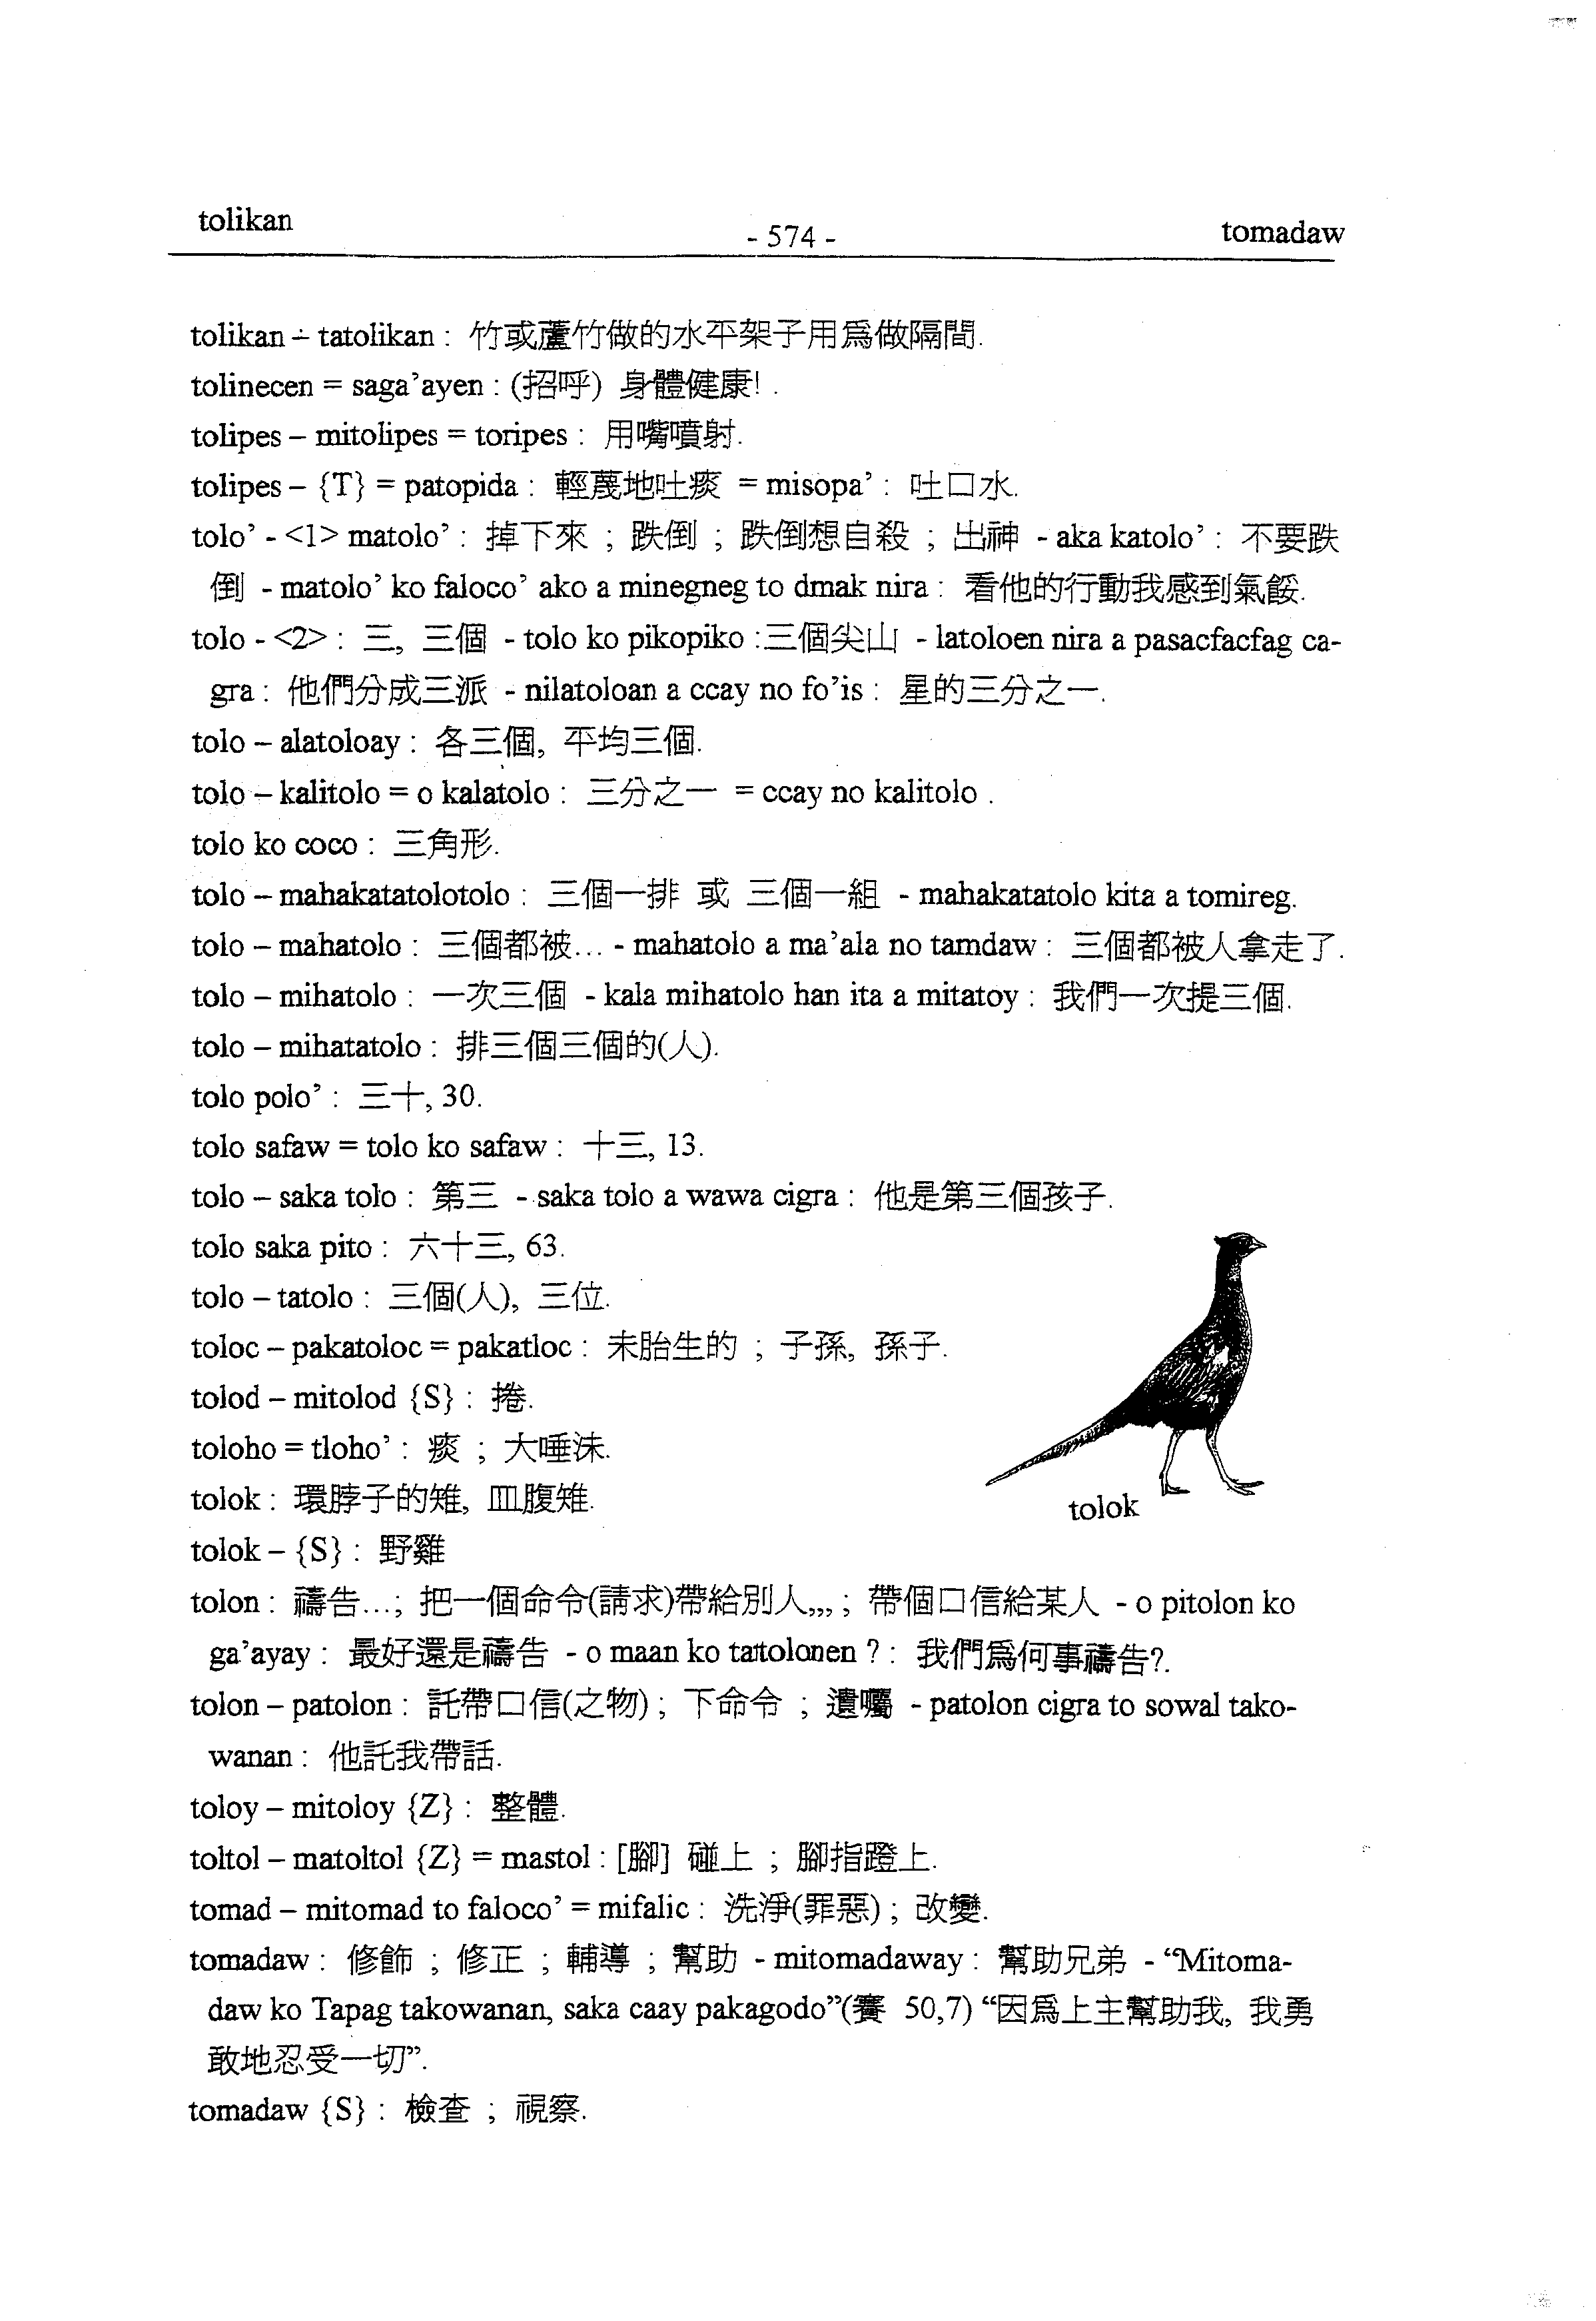 tolikan
- 574 -
tomadaw
tolikan – tatolikan : 竹或蘆竹做的水平架子用爲做隔間.
tolinecen = saga’ayen : (招呼) 身體健康! .
tolipes – mitolipes = toripes : 用嘴噴射.
tolipes – {T} = patopida : 輕蔑地吐痰 = misopa’ : 吐口水.
tolo’ - <1> matolo’ : 掉下來 ; 跌倒 ; 跌倒想自殺 ; 出神 - aka katolo’ : 不要跌
倒 - matolo’ ko faloco’ ako a minegneg to dmak nira : 看他的行動我感到氣餒.
tolo - <2> : 三, 三個 - tolo ko pikopiko :三個尖山 - latoloen nira a pasacfacfag ca-
gra : 他們分成三派 - nilatoloan a ccay no fo’is : 星的三分之一.
tolo – alatoloay : 各三個, 平均三個.
tolo – kalitolo = o kalatolo : 三分之一 = ccay no kalitolo .
tolo ko coco : 三角形.
tolo – mahakatatolotolo : 三個一排 或 三個一組 - mahakatatolo kita a tomireg.
tolo – mahatolo : 三個都被... - mahatolo a ma’ala no tamdaw : 三個都被人拿走了.
tolo – mihatolo : 一次三個 - kala mihatolo han ita a mitatoy : 我們一次提三個.
tolo – mihatatolo : 排三個三個的(人).
tolo polo’ : 三十, 30.
tolo safaw = tolo ko safaw : 十三, 13.
tolo – saka tolo : 第三 - saka tolo a wawa cigra : 他是第三個孩子.
tolo saka pito : 六十三, 63.
tolo – tatolo : 三個(人), 三位.
toloc – pakatoloc = pakatloc : 未胎生的 ; 子孫, 孫子.
tolod – mitolod {S} : 捲.
toloho = tloho’ : 痰 ; 大唾沫.
tolok : 環脖子的雉, 皿腹雉.
tolok
tolok – {S} : 野雞
tolon : 禱告...; 把一個命令(請求)帶給別人,,,, ; 帶個口信給某人 - o pitolon ko
ga’ayay : 最好還是禱告 - o maan ko tattolonen ? : 我們爲何事禱告?.
tolon – patolon : 託帶口信(之物) ; 下命令 ; 遺囑 - patolon cigra to sowal tako-
wanan : 他託我帶話.
toloy – mitoloy {Z} : 整體.
toltol – matoltol {Z} = mastol : [腳] 碰上 ; 腳指蹬上.
tomad – mitomad to faloco’ = mifalic : 洗淨(罪惡) ; 改變.
tomadaw : 修飾 ; 修正 ; 輔導 ; 幫助 - mitomadaway : 幫助兄弟 - “Mitoma-
daw ko Tapag takowanan, saka caay pakagodo”(賽 50,7) “因爲上主幫助我, 我勇
敢地忍受一切”.
tomadaw {S} : 檢查 ; 視察.